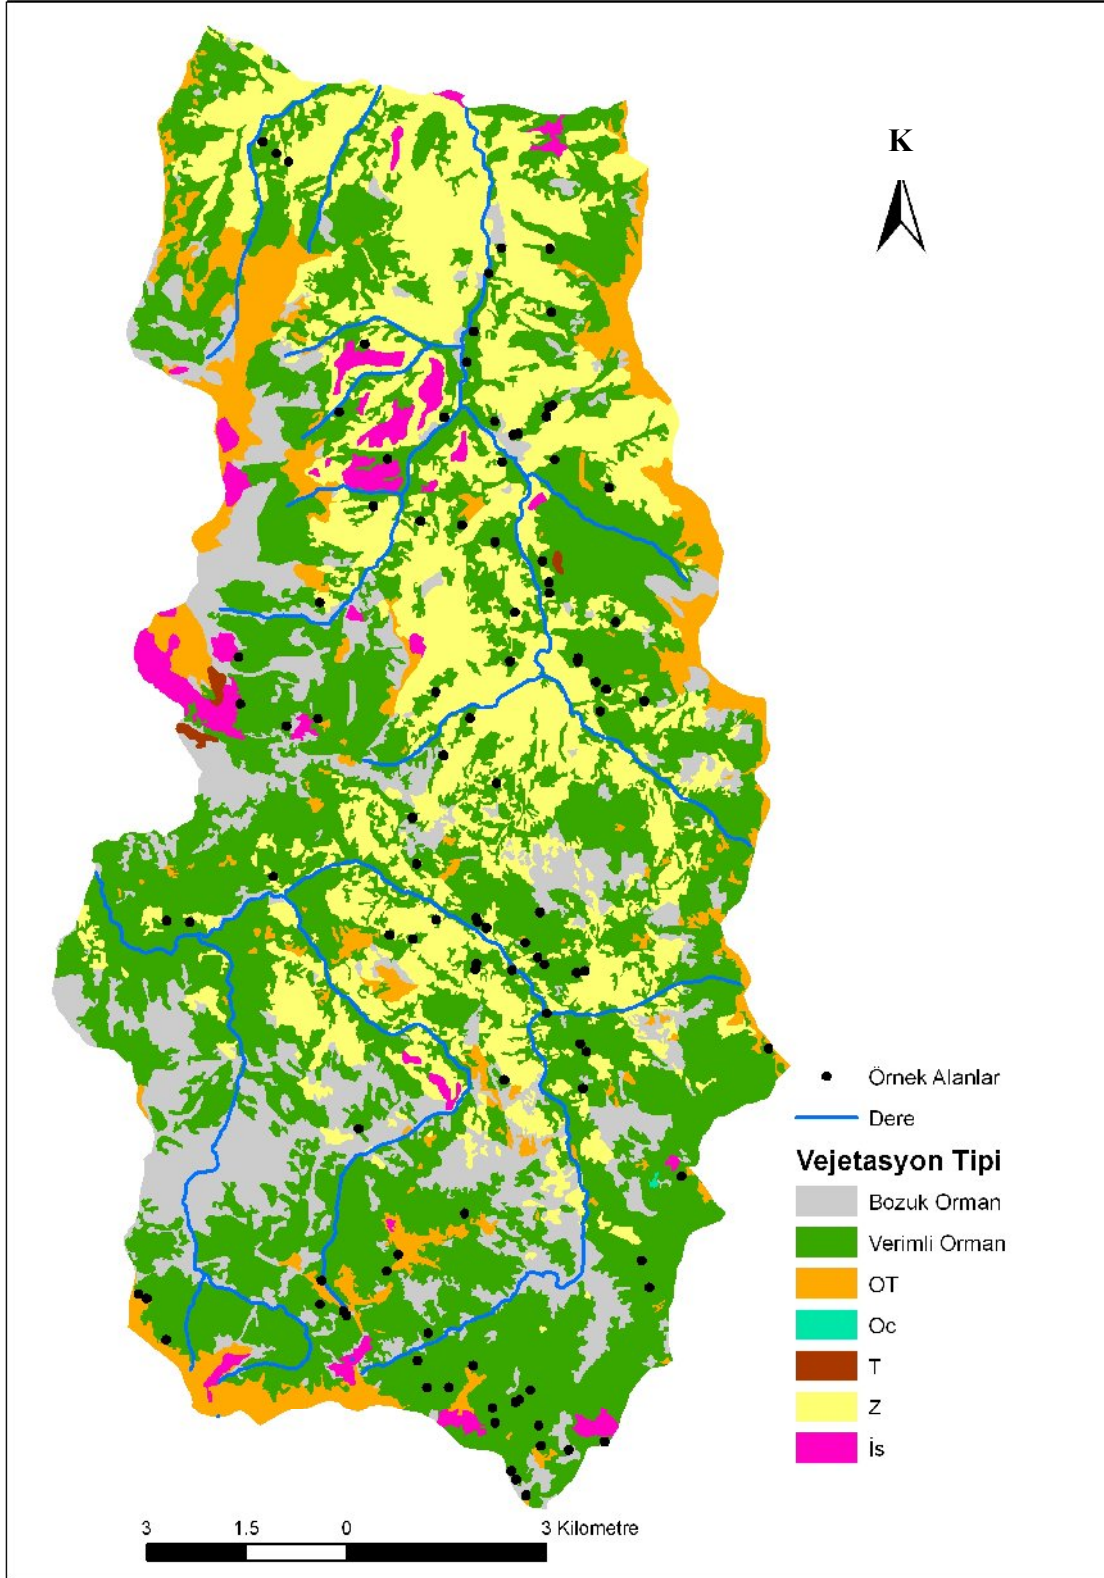 K
Örnek Alanlar
Dere
Vejetasyon Tipi
Bozuk Orman
Verimli Orman
OT
Oc
T
Z
İs
3 1.5 0 3 Kilometre